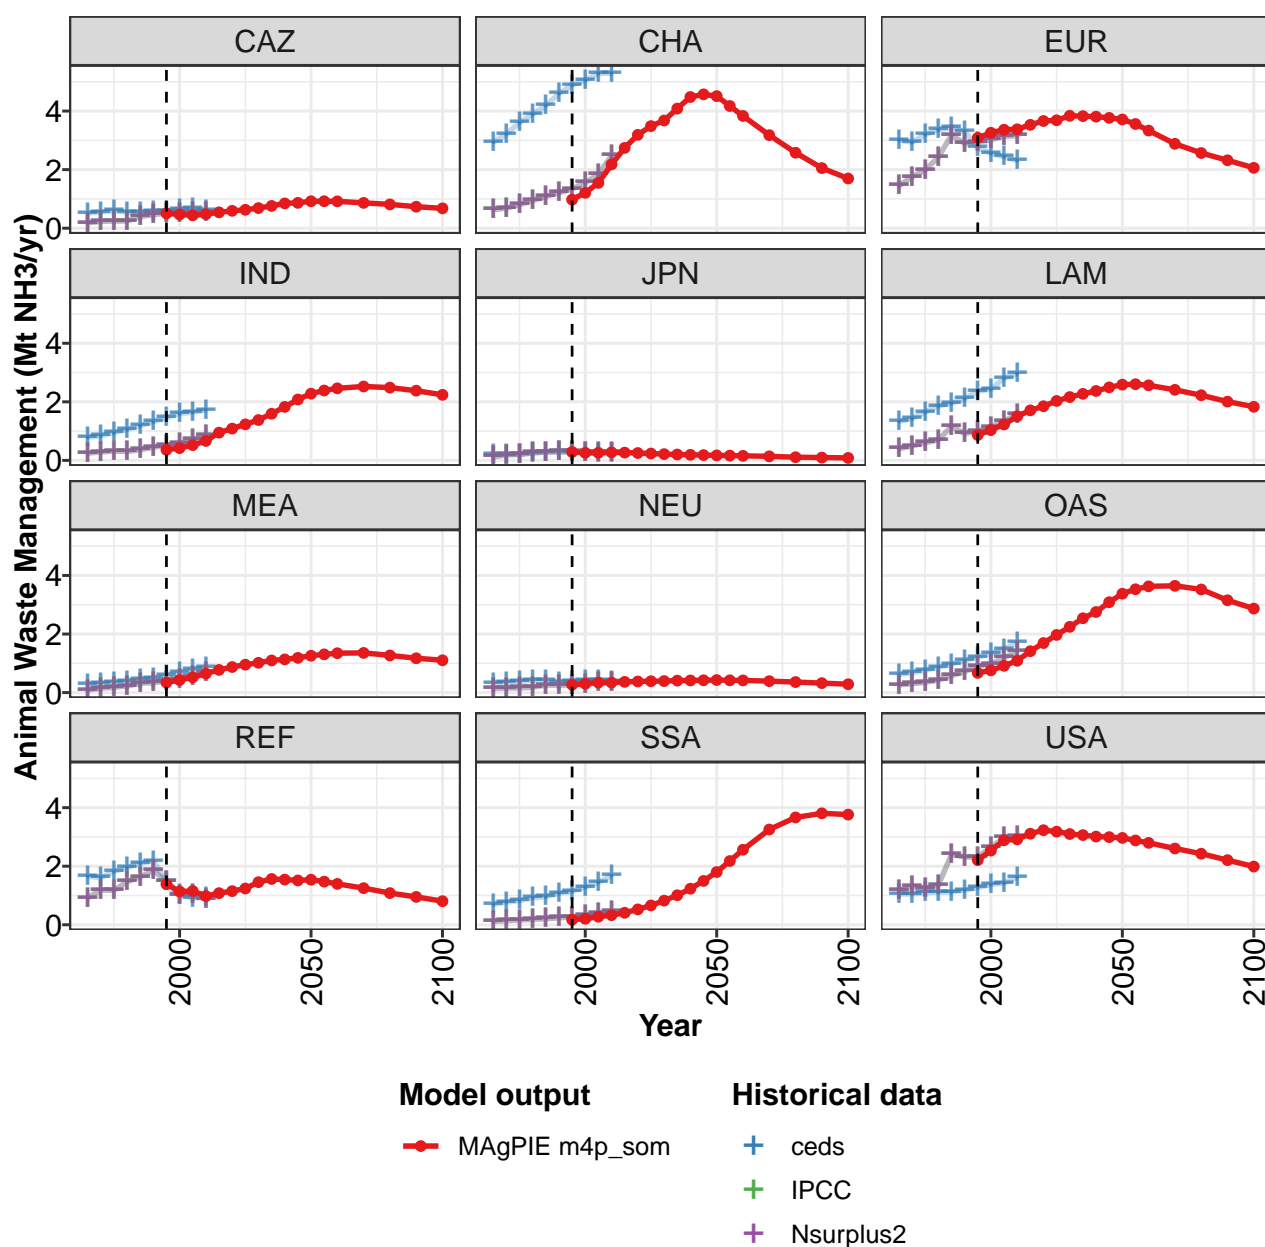 CAZ CHA EUR
4
2
0
IND JPN LAM
4
2
0
MEA NEU OAS
4
2
0
REF SSA USA
4
2
0
2000 2050 2100 2000 2050 2100 2000 2050 2100
Animal Waste Management (Mt NH3/yr)
Year
Model output Historical data
MAgPIE m4p_som ceds
IPCC
Nsurplus2